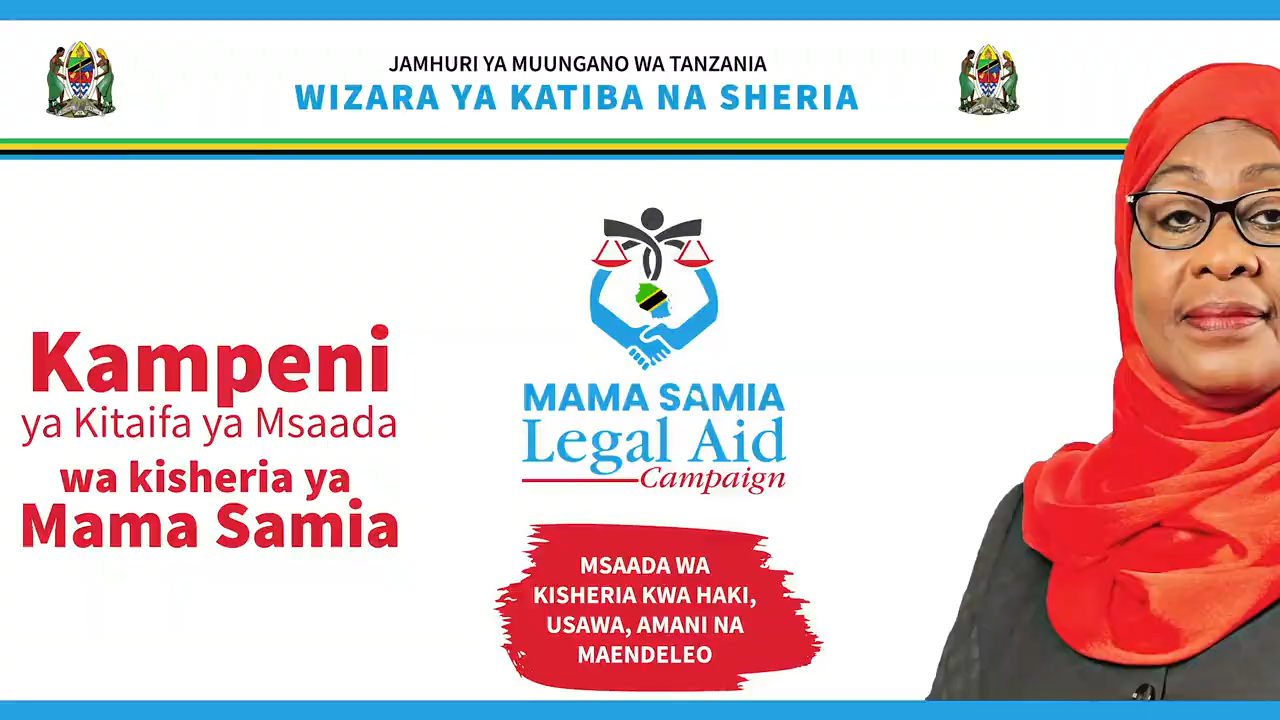 JAMHURI YA MUUNGANO WA TANZANIA
WIZARA YA KATIBA NA SHERIA
Kampeni
ya Kitaifa ya Msaada
wa kisheria ya
Mama Samia
MAMA SAMIA
Legal Aid
Campaign
MSAADA WA
KISHERIA KWA HAKI,
USAWA, AMANI NA
MAENDELEO